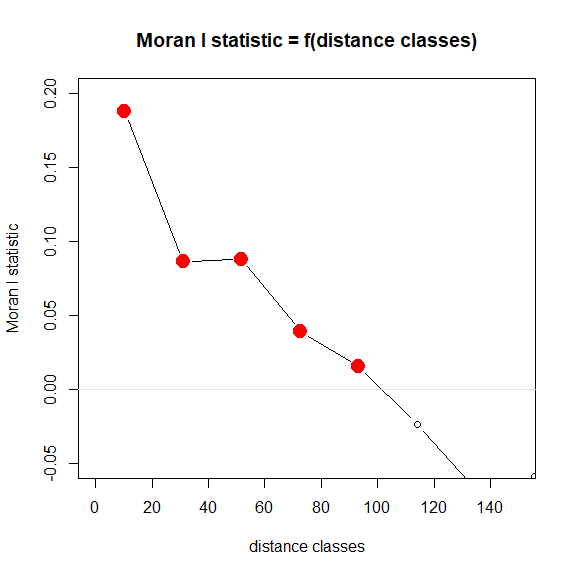 Moran I statistic = f(distance classes)
Moran I statistic
0.20
0.15
0.10
0.05
0.00
-0.05
0 20 40 60 80 100 120 140
distance classes